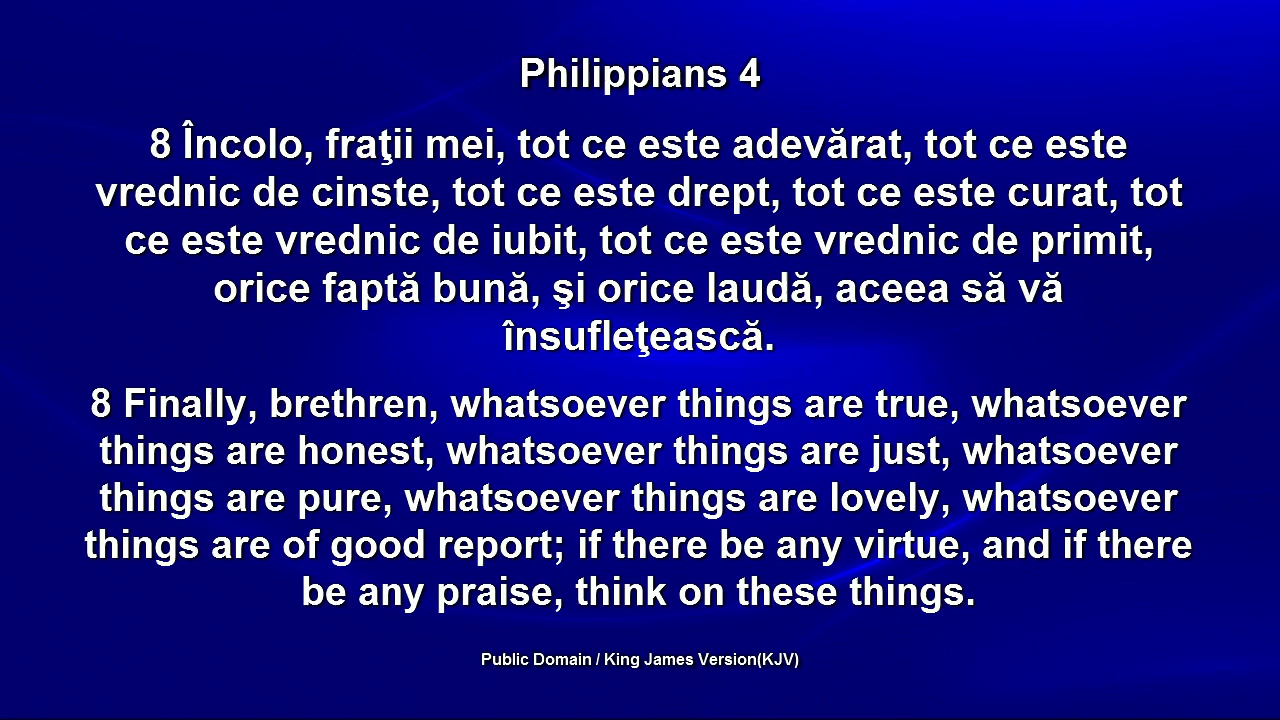 Philippians 4
8 Încolo, fraţii mei, tot ce este adevărat, tot ce este
vrednic de cinste, tot ce este drept, tot ce este curat, tot
ce este vrednic de iubit, tot ce este vrednic de primit,
orice faptă bună, şi orice laudă, aceea să vă
însufleţească.
8 Finally, brethren, whatsoever things are true, whatsoever
things are honest, whatsoever things are just, whatsoever
things are pure, whatsoever things are lovely, whatsoever
things are of good report; if there be any virtue, and if there
be any praise, think on these things.
Public Domain / King James Version(KJV)